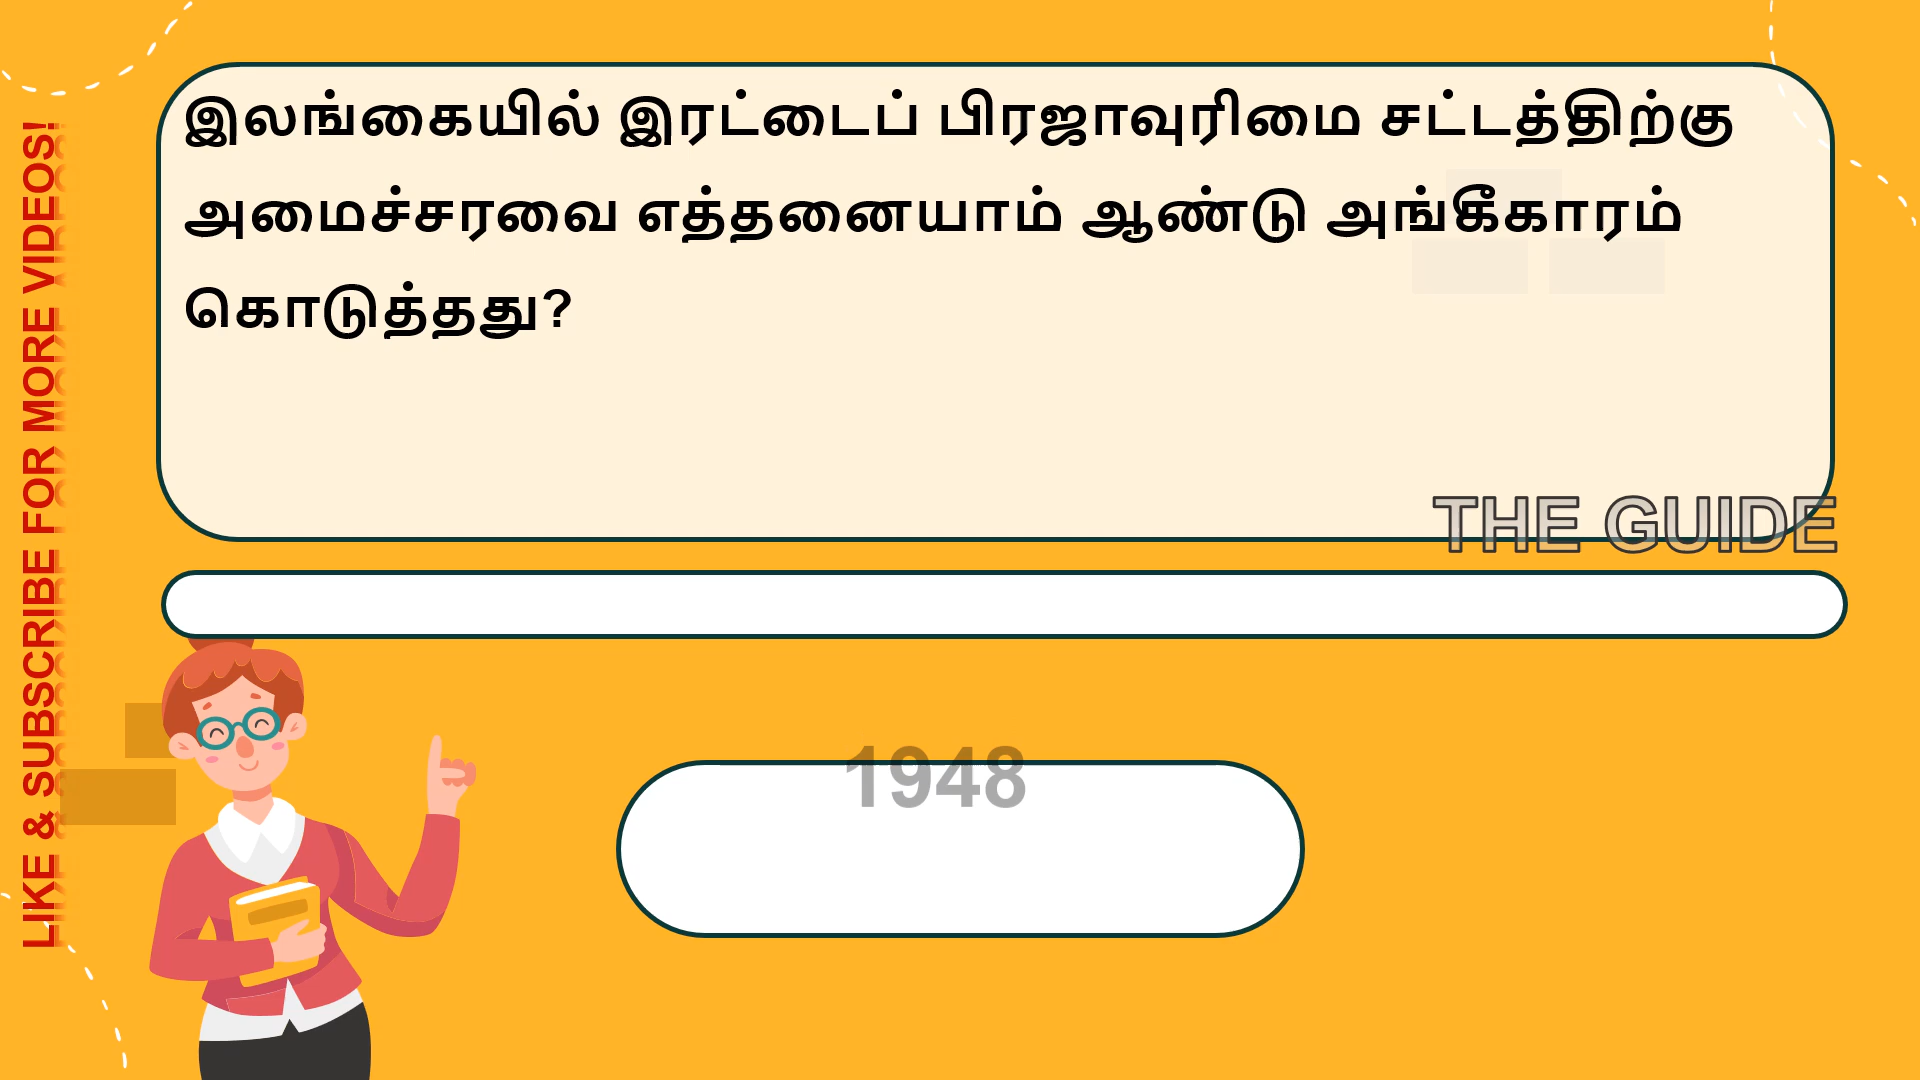 இலங்கையில் இரட்டைப் பிரஜாவுரிமை சட்டத்திற்கு
அமைச்சரவை எத்தனையாம் ஆண்டு அங்கீகாரம்
கொடுத்தது?
THE GUIDE
1948
LIKE & SUBSCRIBE FOR MORE VIDEOS!